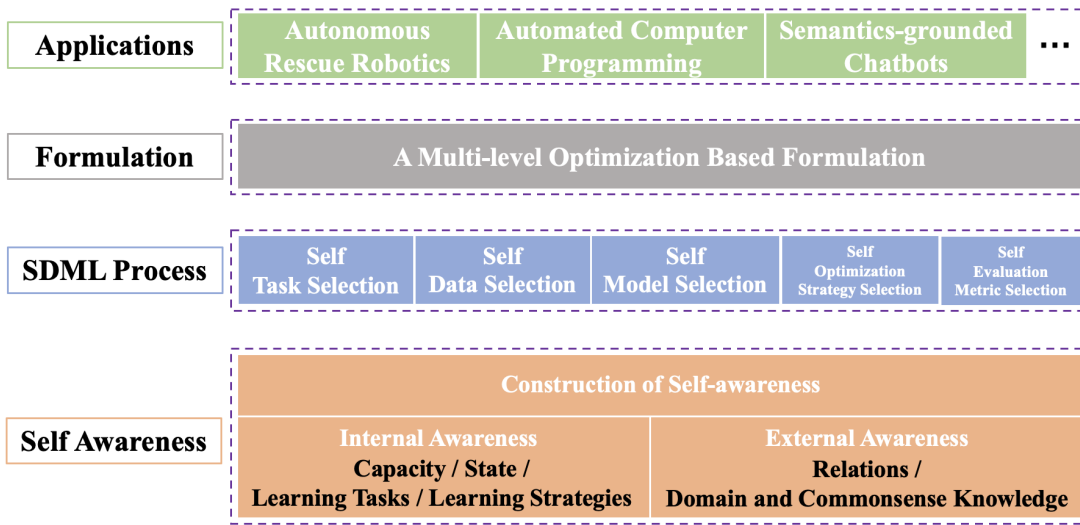 Applications
Autonomous
Rescue Robotics
Automated Computer
Programming
Semantics-grounded
Chatbots
...
Formulation
A Multi-level Optimization Based Formulation
SDML Process
Self
Task Selection
Self
Data Selection
Self
Model Selection
Self
Optimization
Strategy Selection
Self
Evaluation
Metric Selection
Self Awareness
Construction of Self-awareness
Internal Awareness
Capacity / State /
Learning Tasks / Learning Strategies
External Awareness
Relations /
Domain and Commonsense Knowledge